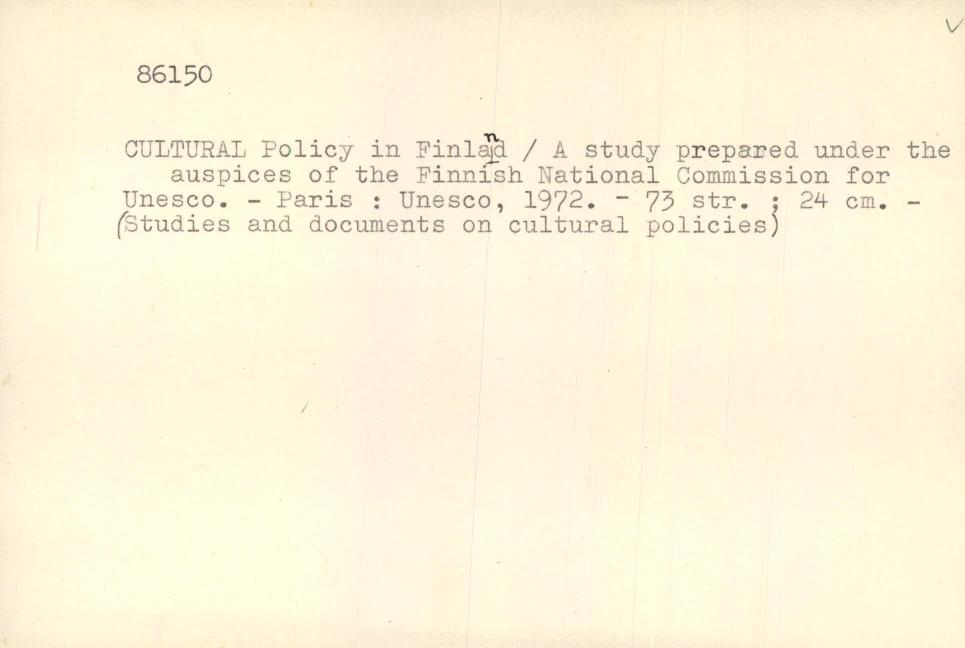 86150
CULTURAL Policy in Finland / A study prepared under the
auspices of the Finnish National Commission for
Unesco. - Paris : Unesco, 1972. - 73 str. ; 24 cm. -
(Studies and documents on cultural policies)